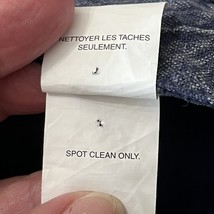 NETTOYER LES TACHES
SEULEMENT.
SPOT CLEAN ONLY.